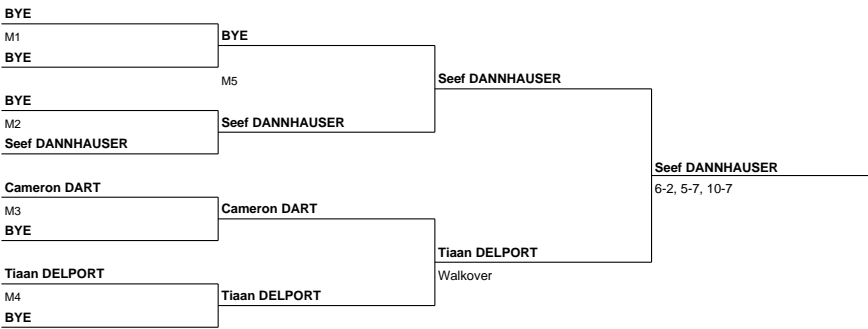 BYE
M1
BYE
BYE
M5
BYE
M2
Seef DANNHAUSER
Seef DANNHAUSER
Seef DANNHAUSER
Cameron DART
M3
BYE
Cameron DART
Tiaan DELPORT
M4
BYE
Tiaan DELPORT
Tiaan DELPORT
Walkover
Seef DANNHAUSER
6-2, 5-7, 10-7